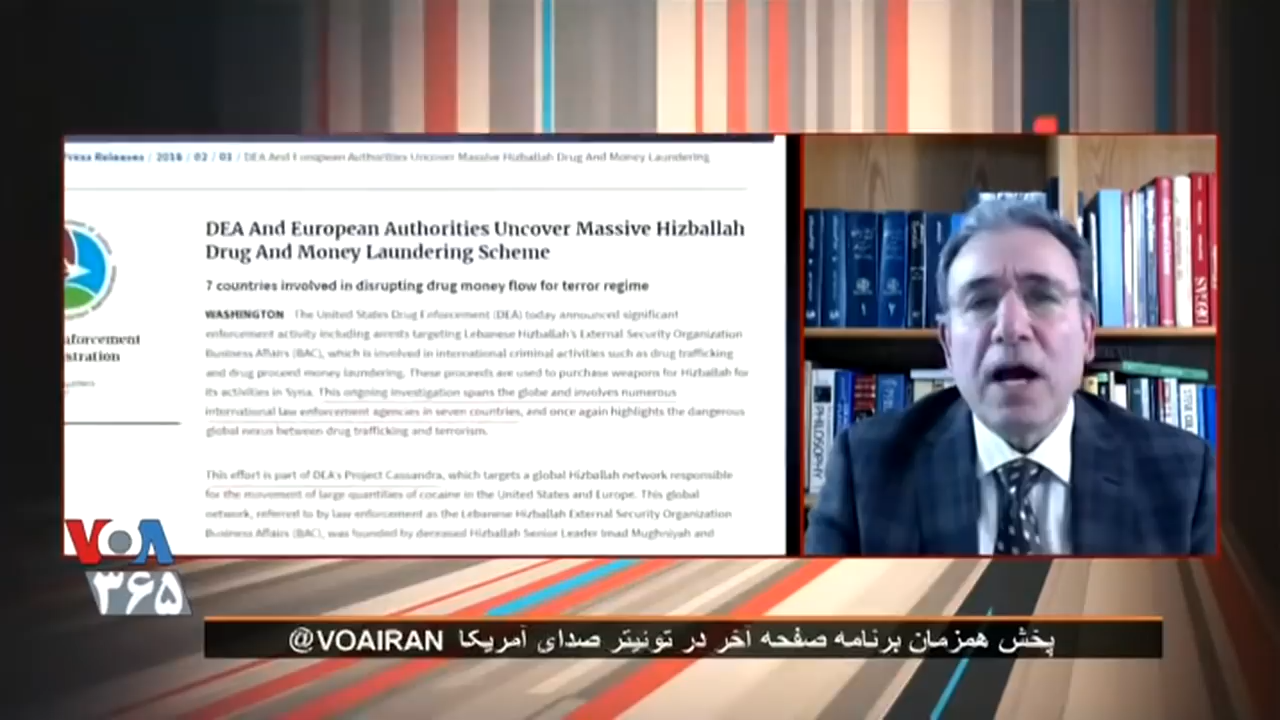 Press Releases / 2016 / 02 / 01 / DEA And European Authorities Uncover Massive Hizballah Drug And Money Laundering
DEA And European Authorities Uncover Massive Hizballah
Drug And Money Laundering Scheme
7 countries involved in disrupting drug money flow for terror regime
WASHINGTON The United States Drug Enforcement (DEA) today announced significant
enforcement activity including arrests targeting Lebanese Hizballah's External Security Organization
Business Affairs (BAC), which is involved in international criminal activities such as drug trafficking
and drug proceed money laundering. These proceeds are used to purchase weapons for Hizballah for
its activities in Syria. This ongoing investigation spans the globe and involves numerous
international law enforcement agencies in seven countries, and once again highlights the dangerous
global nexus between drug trafficking and terrorism.
This effort is part of DEA's Project Cassandra, which targets a global Hizballah network responsible
for the movement of large quantities of cocaine in the United States and Europe. This global
network, referred to by law enforcement as the Lebanese Hizballah External Security Organization
Business Affairs (BAC), was founded by deceased Hizballah Senior Leader Imad Mughniyah and
nforcement
stration
PHILOSOPHY
VOA
۳۶۵
پخش همزمان برنامه صفحه آخر در توئیتر صدای آمریکا @VOAIRAN